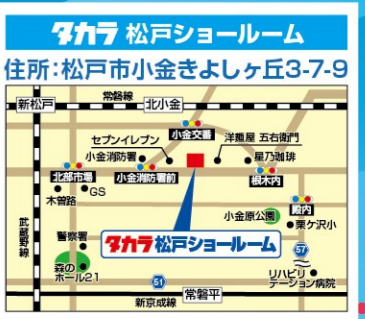 タカラ 松戸ショールーム
住所:松戸市小金きよしヶ丘3-7-9
常磐線
新松戸
北小金
小金交番
セブンイレブン
洋麺屋 五右衛門
小金消防署
星乃珈琲
北部市場
小金消防署前
根木内
GS
木曽路
殿内
小金原公園
栗ケ沢小
武蔵野線
タカラ 松戸ショールーム
警察署
57
森の
ホール21
リハビリ
テーション病院
51
常磐平
新京成線